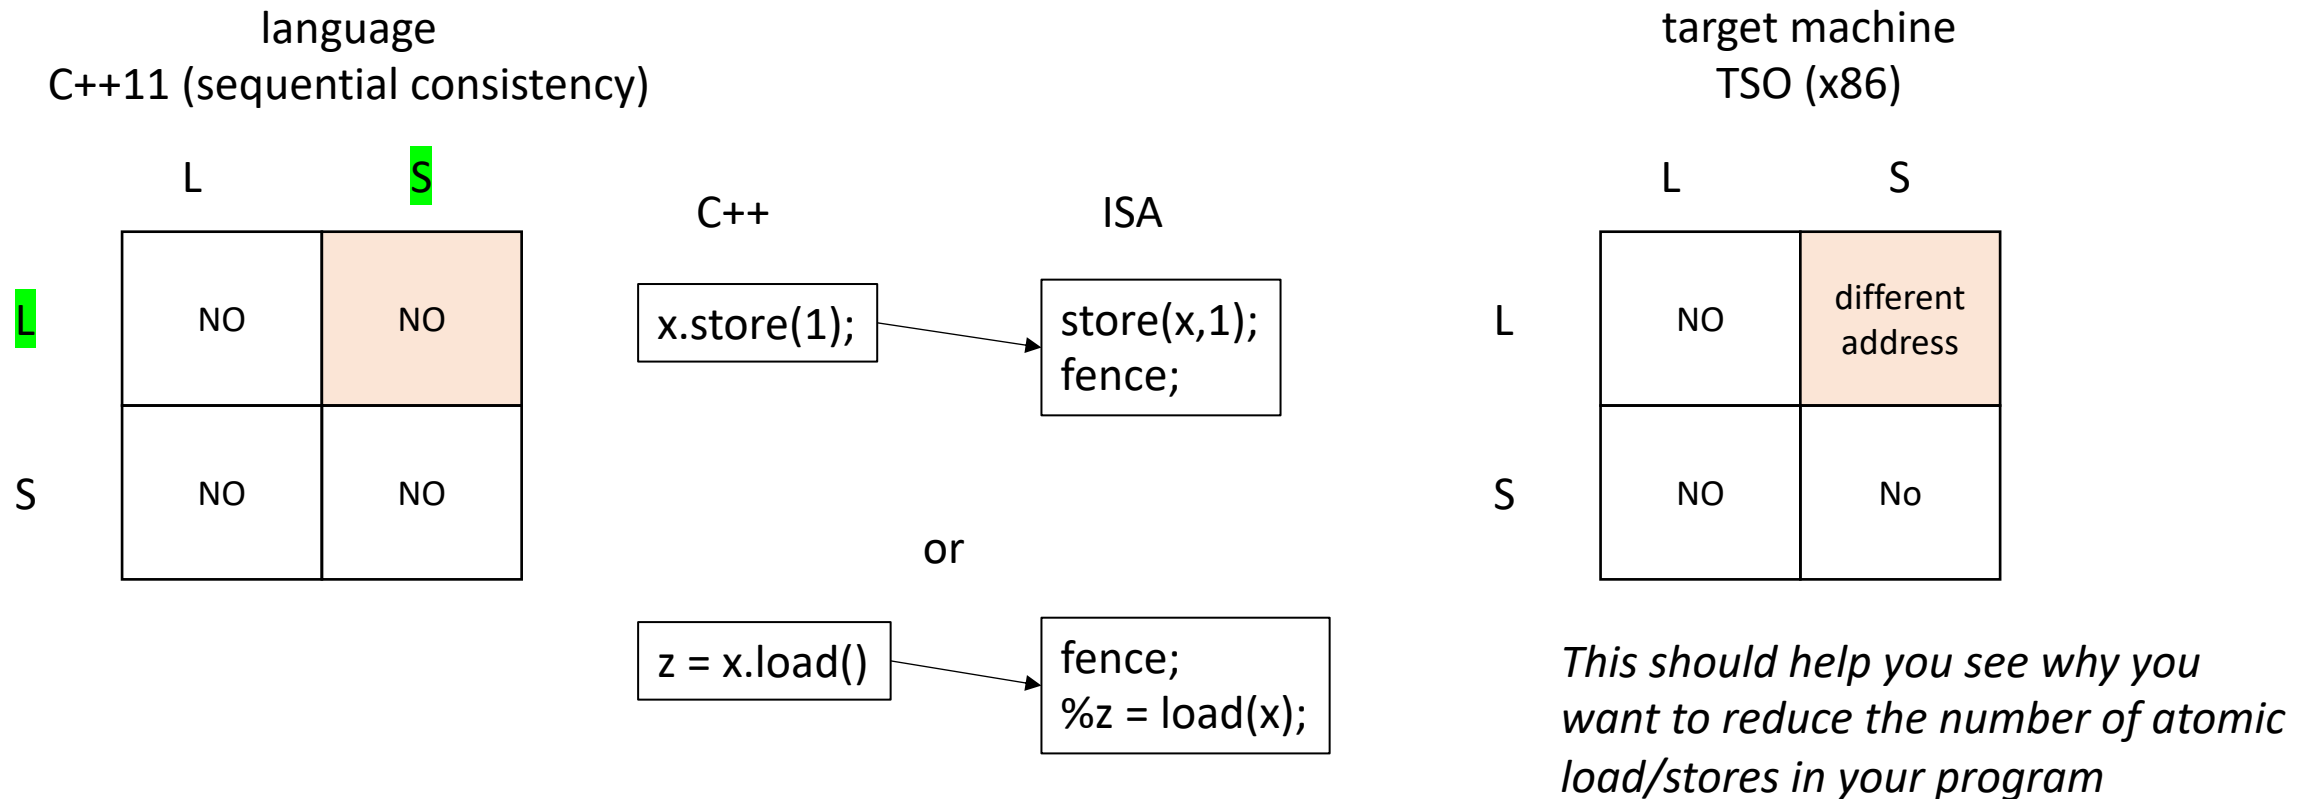 language
C++11 (sequential consistency)
L
S
L
NO
NO
S
NO
NO
C++
ISA
x.store(1);
store(x,1);
fence;
or
z = x.load()
fence;
%z = load(x);
target machine
TSO (x86)
L
S
L
NO
different
address
S
NO
No
This should help you see why you
want to reduce the number of atomic
load/stores in your program